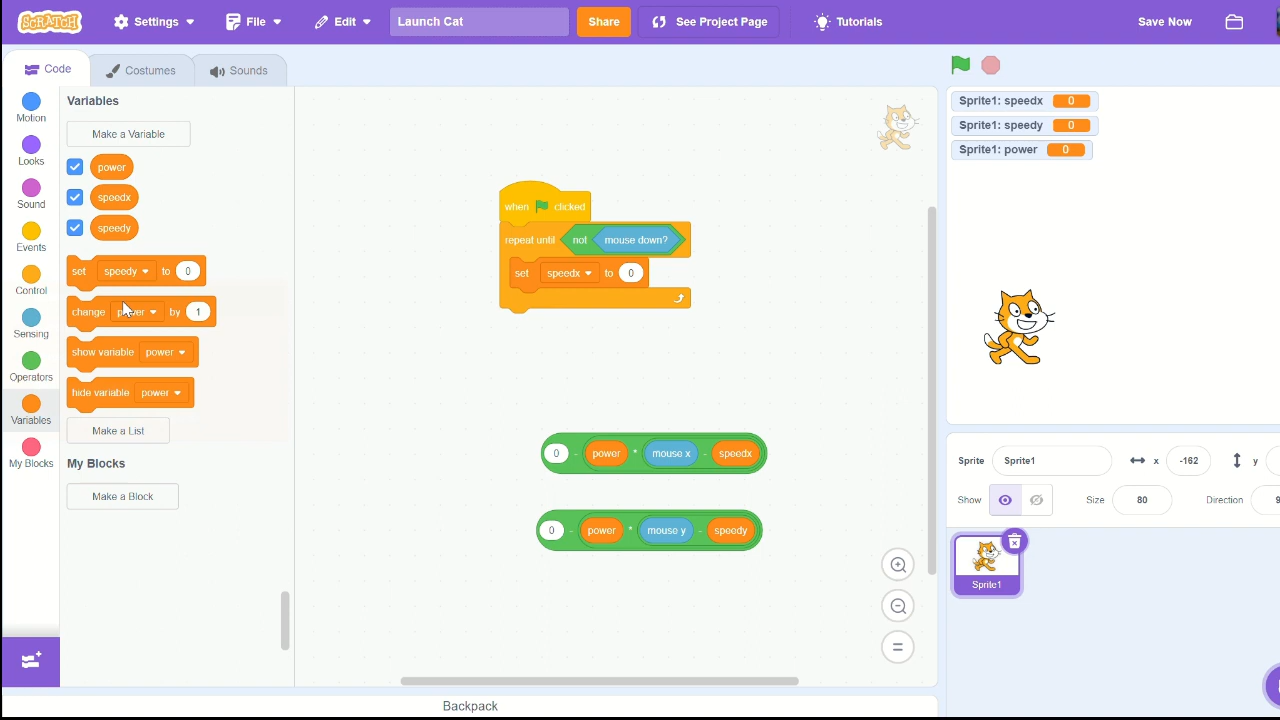 SCRATCH Settings File Edit Launch Cat Share See Project Page Tutorials Save Now
Code Costumes Sounds
Motion
Looks
Sound
Events
Control
Sensing
Operators
Variables
My Blocks
Variables
Make a Variable
power
speedx
speedy
set speedy to 0
change by 1
show variable power
hide variable power
Make a List
My Blocks
Make a Block
when clicked
repeat until not mouse down?
set speedx to 0
0 - power * mouse x - speedx
0 - power * mouse y - speedy
Backpack
Sprite1: speedx 0
Sprite1: speedy 0
Sprite1: power 0
Sprite Sprite1 x -162 y
Show Size 80 Direction 9
Sprite1